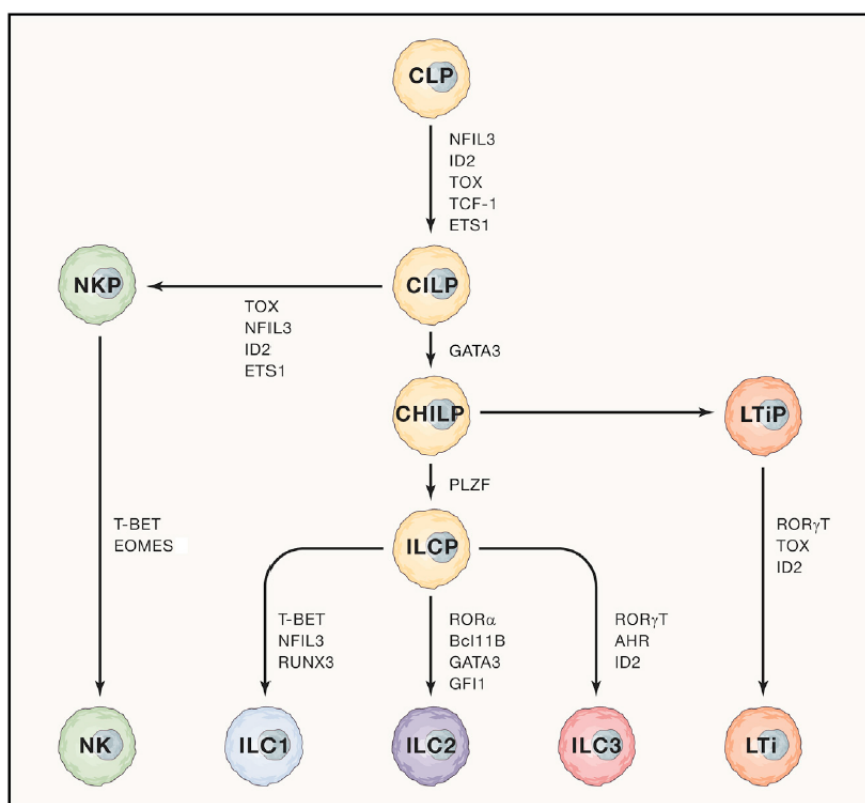 CLP
NFIL3
ID2
TOX
TCF-1
ETS1
NKP
CILP
TOX
NFIL3
ID2
ETS1
GATA3
CHILP
LTiP
PLZF
T-BET
EOMES
ILCP
RORγT
TOX
ID2
T-BET
NFIL3
RUNX3
RORα
Bcl11B
GATA3
GFI1
RORγT
AHR
ID2
NK
ILC1
ILC2
ILC3
LTi